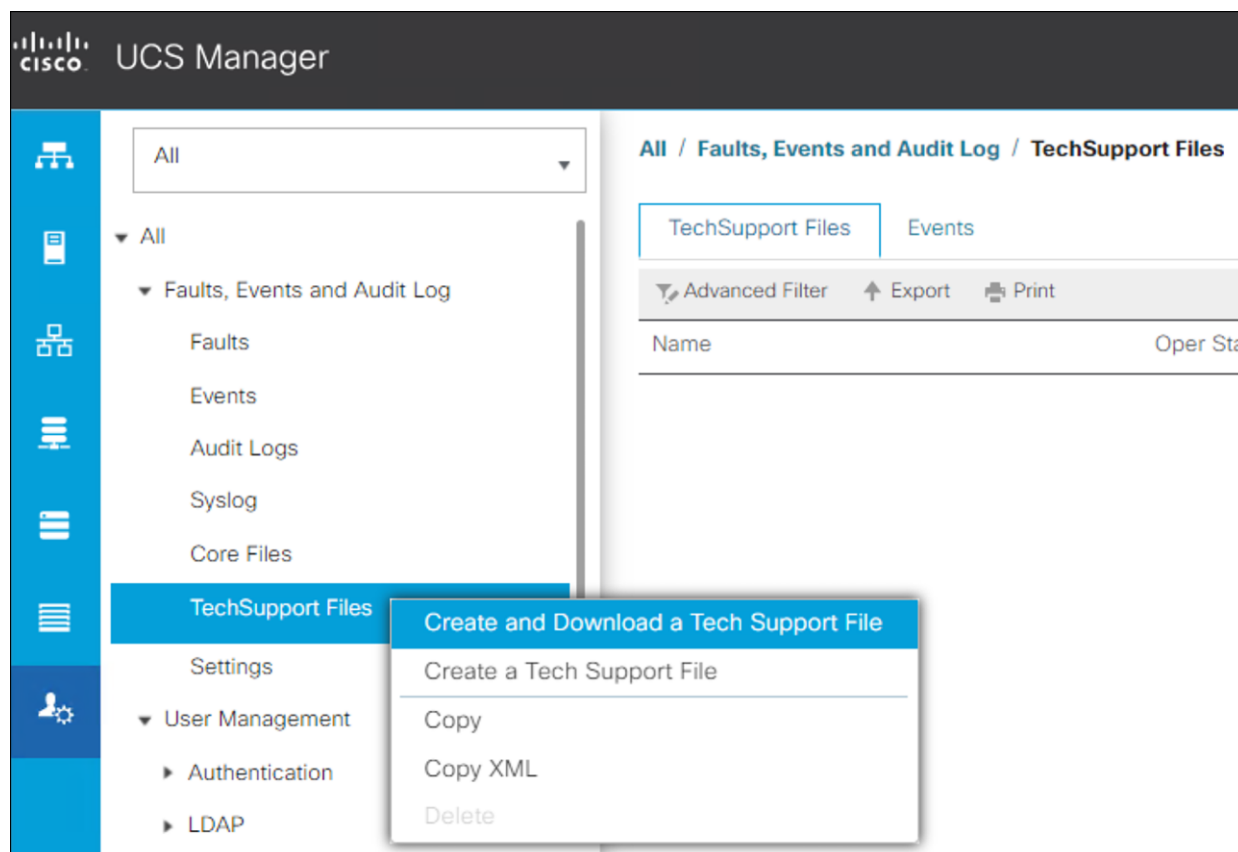 CISCO
UCS Manager
All
All
Faults, Events and Audit Log
Faults
Events
Audit Logs
Syslog
Core Files
TechSupport Files
Settings
User Management
Authentication
LDAP
All / Faults, Events and Audit Log / TechSupport Files
TechSupport Files Events
Advanced Filter Export Print
Name Oper Sta
Create and Download a Tech Support File
Create a Tech Support File
Copy
Copy XML
Delete